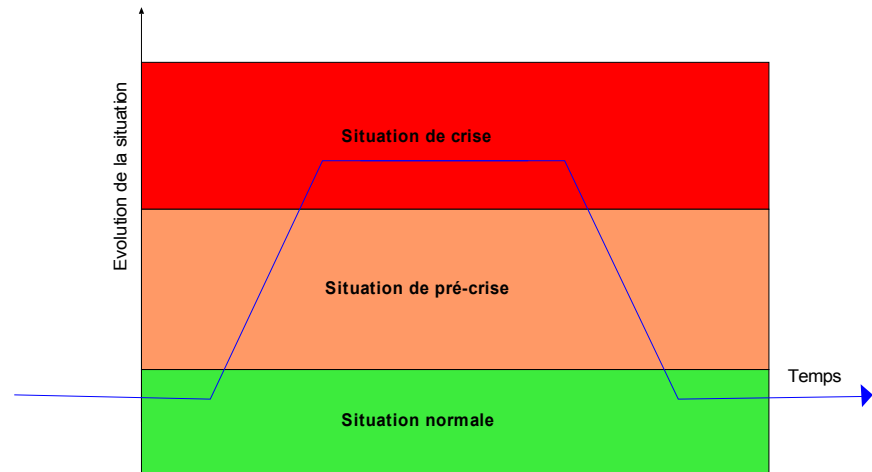 Evolution de la situation
Situation de crise
Situation de pré-crise
Temps
Situation normale